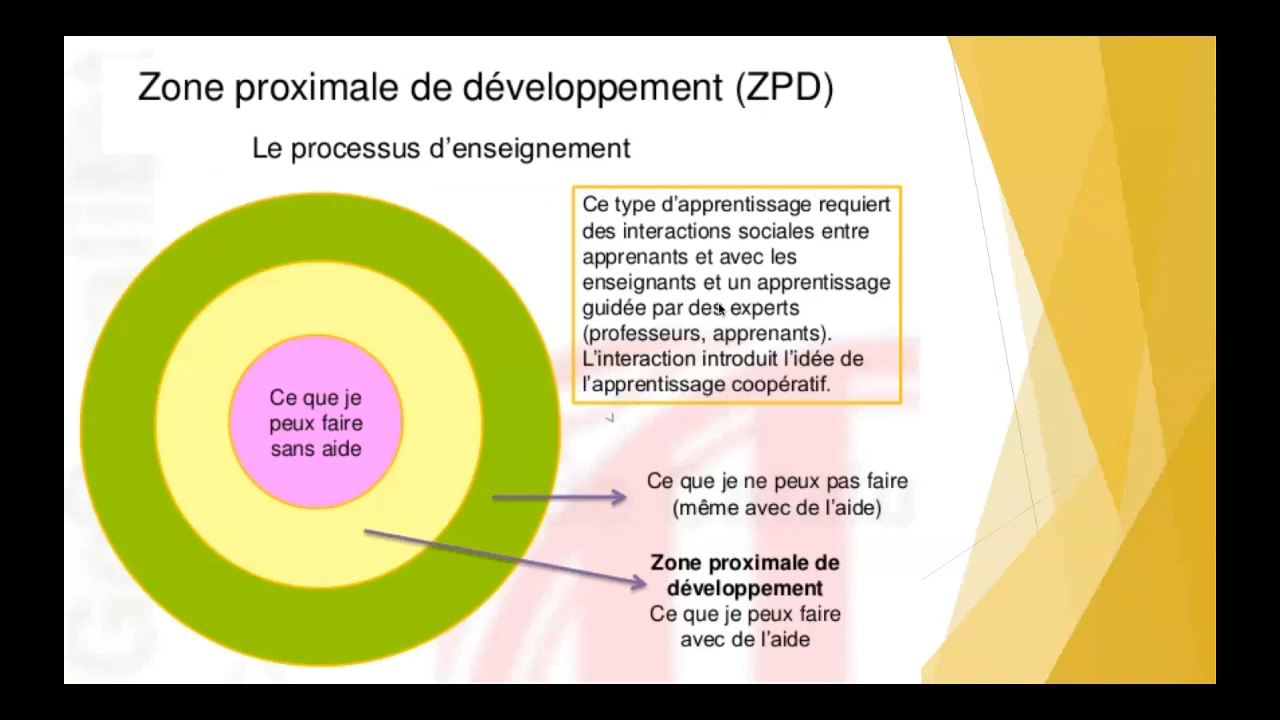 Zone proximale de développement (ZPD)
Le processus d'enseignement
Ce type d'apprentissage requiert
des interactions sociales entre
apprenants et avec les
enseignants et un apprentissage
guidée par des experts
(professeurs, apprenants).
L'interaction introduit l'idée de
l'apprentissage coopératif.
Ce que je
peux faire
sans aide
Ce que je ne peux pas faire
(même avec de l'aide)
Zone proximale de
développement
Ce que je peux faire
avec de l'aide